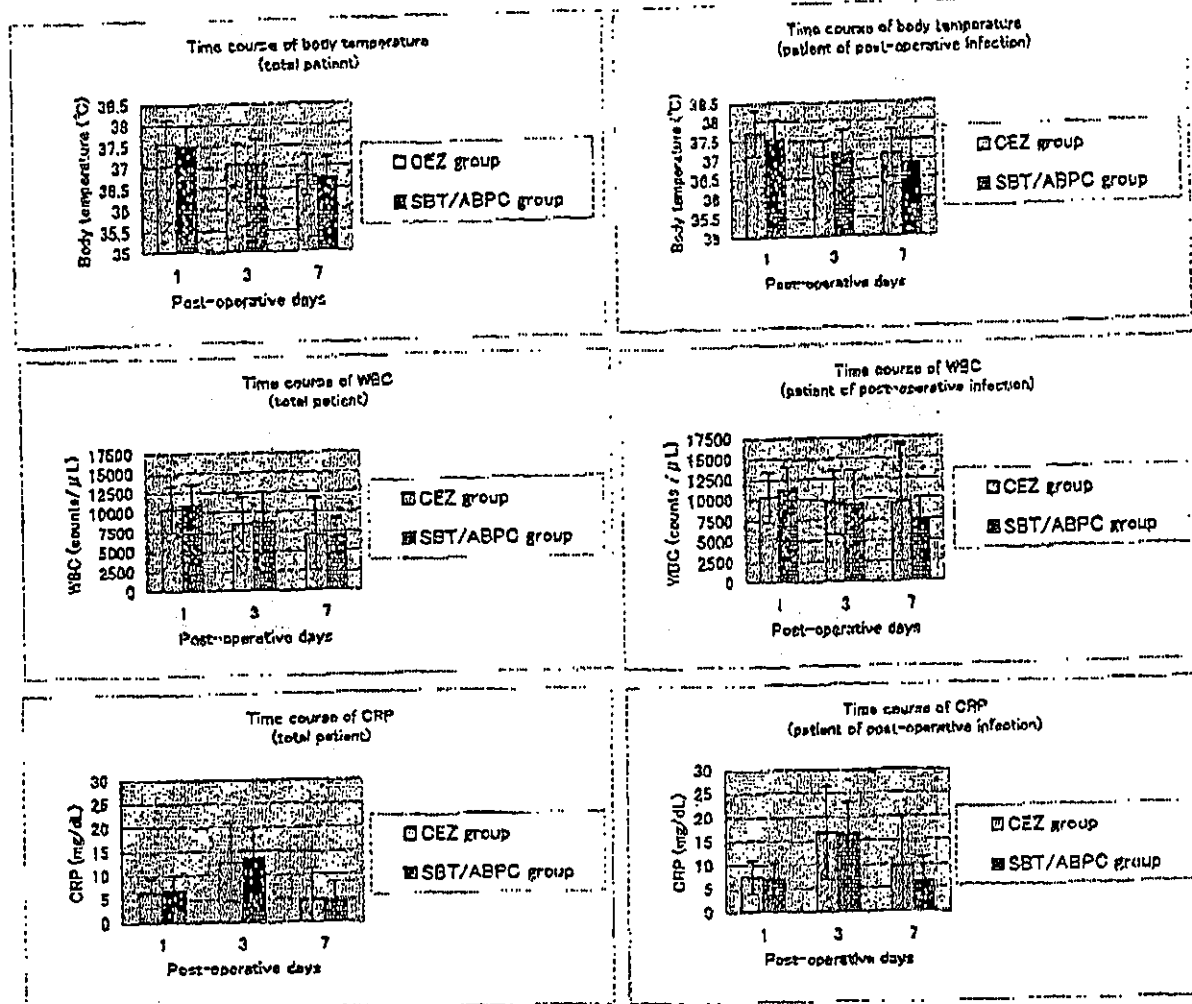 Time course of body temperature
(total patient)
Body temperature (℃)
38.5
38
37.5
37
36.5
36
35.5
35
1 3 7
Post-operative days
CEZ group
SBT/ABPC group
Time course of body temperature
(patient of post-operative infection)
Body temperature (℃)
38.5
38
37.5
37
36.5
36
35.5
35
1 3 7
Post-operative days
CEZ group
SBT/ABPC group
Time course of WBC
(total patient)
WBC (counts/μL)
17500
15000
12500
10000
7500
5000
2500
0
1 3 7
Post-operative days
CEZ group
SBT/ABPC group
Time course of WBC
(patient of post-operative infection)
WBC (counts/μL)
17500
15000
12500
10000
7500
5000
2500
0
1 3 7
Post-operative days
CEZ group
SBT/ABPC group
Time course of CRP
(total patient)
CRP (mg/dL)
30
25
20
15
10
5
0
1 3 7
Post-operative days
CEZ group
SBT/ABPC group
Time course of CRP
(patient of post-operative infection)
CRP (mg/dL)
30
25
20
15
10
5
0
1 3 7
Post-operative days
CEZ group
SBT/ABPC group